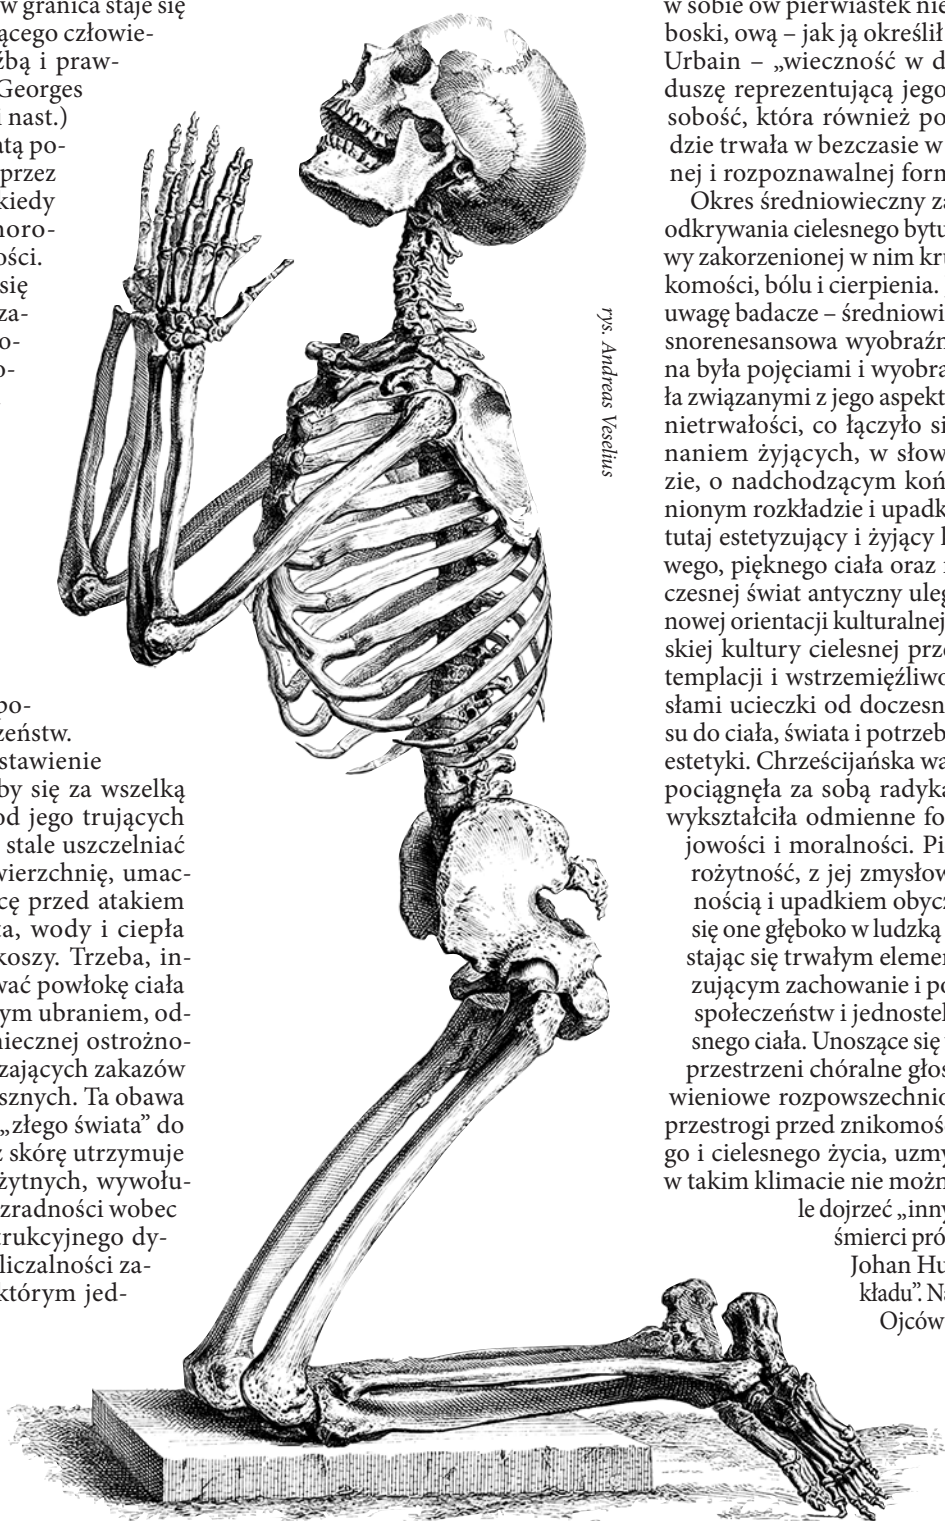 w granica staje się
ącego człowie-
źbą i praw-
Georges
i nast.)
atą po-
przez
kiedy
noro-
ości.
się
za-
o-
o-
po-
zeństw.
stawienie
by się za wszelką
od jego trujących
stale uszczelniać
wierzchnię, umac-
cę przed atakiem
ta, wody i ciepła
koszy. Trzeba, in-
wać powłokę ciała
ym ubraniem, od-
niecznej ostrożno-
zających zakazów
sznych. Ta obawa
„złego świata” do
z skórę utrzymuje
żytnych, wywołu-
zradności wobec
trukcyjnego dy-
liczalności za-
którym jed-
rys. Andreas Veselius
w sobie ów pierwiastek nie
boski, ową – jak ją określił
Urbain – „wieczność w d
duszę reprezentującą jego
sobość, która również po
dzie trwała w bezczasie w
nej i rozpoznawalnej form
Okres średniowieczny za
odkrywania cielesnego bytu
wy zakorzenionej w nim kru
komości, bólu i cierpienia.
uwagę badacze – średniowi
snorenesansowa wyobraźn
na była pojęciami i wyobra
ła związanymi z jego aspekt
nietrwałości, co łączyło si
naniem żyjących, w słow
zie, o nadchodzącym koń
nionym rozkładzie i upadk
tutaj estetyzujący i żyjący k
wego, pięknego ciała oraz
czesnej świat antyczny uleg
nowej orientacji kulturalnej
skiej kultury cielesnej prze
templacji i wstrzemięźliwo
słami ucieczki od doczesn
su do ciała, świata i potrzeb
estetyki. Chrześcijańska wa
pociągnęła za sobą radyka
wykształciła odmienne fo
jowości i moralności. Pi
rożytność, z jej zmysłow
nością i upadkiem obycz
się one głęboko w ludzką
stając się trwałym elemen
zującym zachowanie i po
społeczeństw i jednostek
snego ciała. Unoszące się
przestrzeni chóralne głos
wieniowe rozpowszechnio
przestrogi przed znikomoś
go i cielesnego życia, uzmy
w takim klimacie nie możn
le dojrzeć „inny
śmierci pró
Johan Hu
kładu”. Na
Ojców